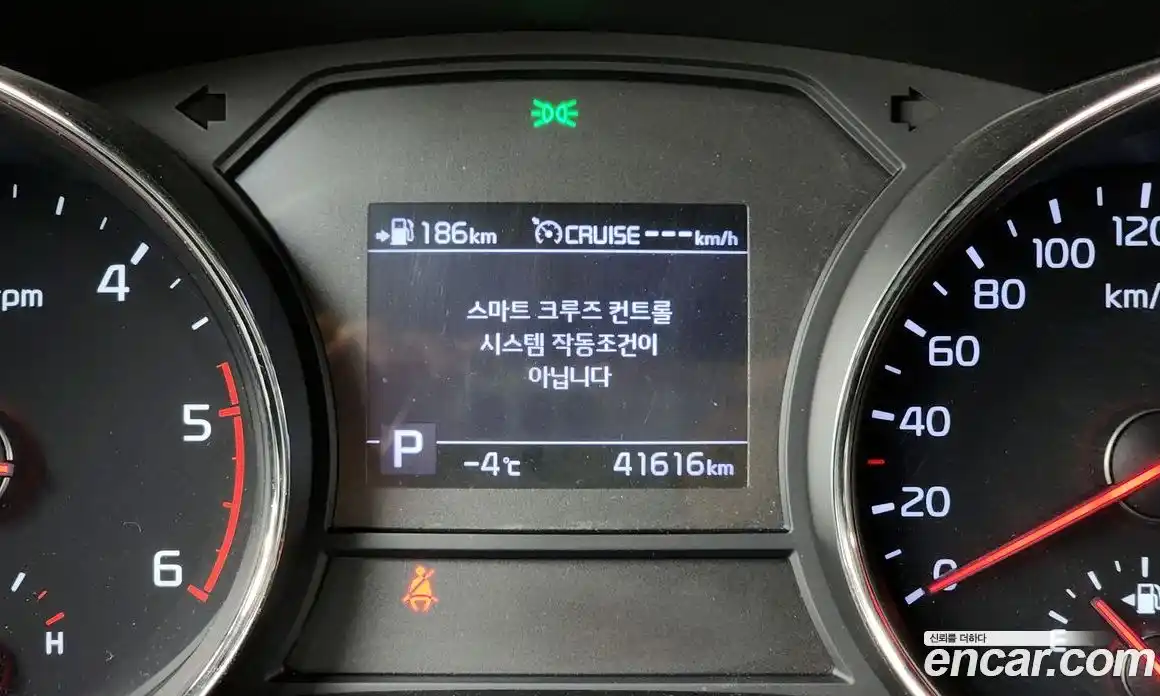 186km CRUISE ---km/h
스마트 크루즈 컨트롤
시스템 작동조건이
아닙니다
P -4℃ 41616km
4
5
6
H
120
100
80
60
40
20
0
km/
E
신뢰를 더하다
encar.com